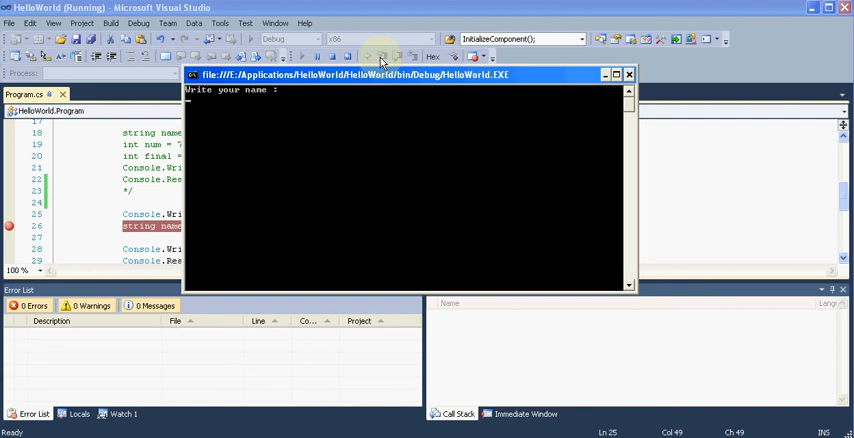 HelloWorld (Running) - Microsoft Visual Studio
File Edit View Project Build Debug Team Data Tools Test Window Help
Debug x86 InitializeComponent();
Hex
Process:
file:///E:/Applications/HelloWorld/HelloWorld/bin/Debug/HelloWorld.EXE
Write your name :
Program.cs
HelloWorld.Program
17
18 string name
19 int num = 7
20 int final =
21 Console.Wri
22 Console.Rea
23 */
24
25 Console.Wri
26 string name
27
28 Console.Wri
29 Console.Rea
100 %
Error List
0 Errors 0 Warnings 0 Messages
Description File Line Co... Project
Name Langu
Error List Locals Watch 1
Call Stack Immediate Window
Ready Ln 25 Col 49 Ch 49 INS